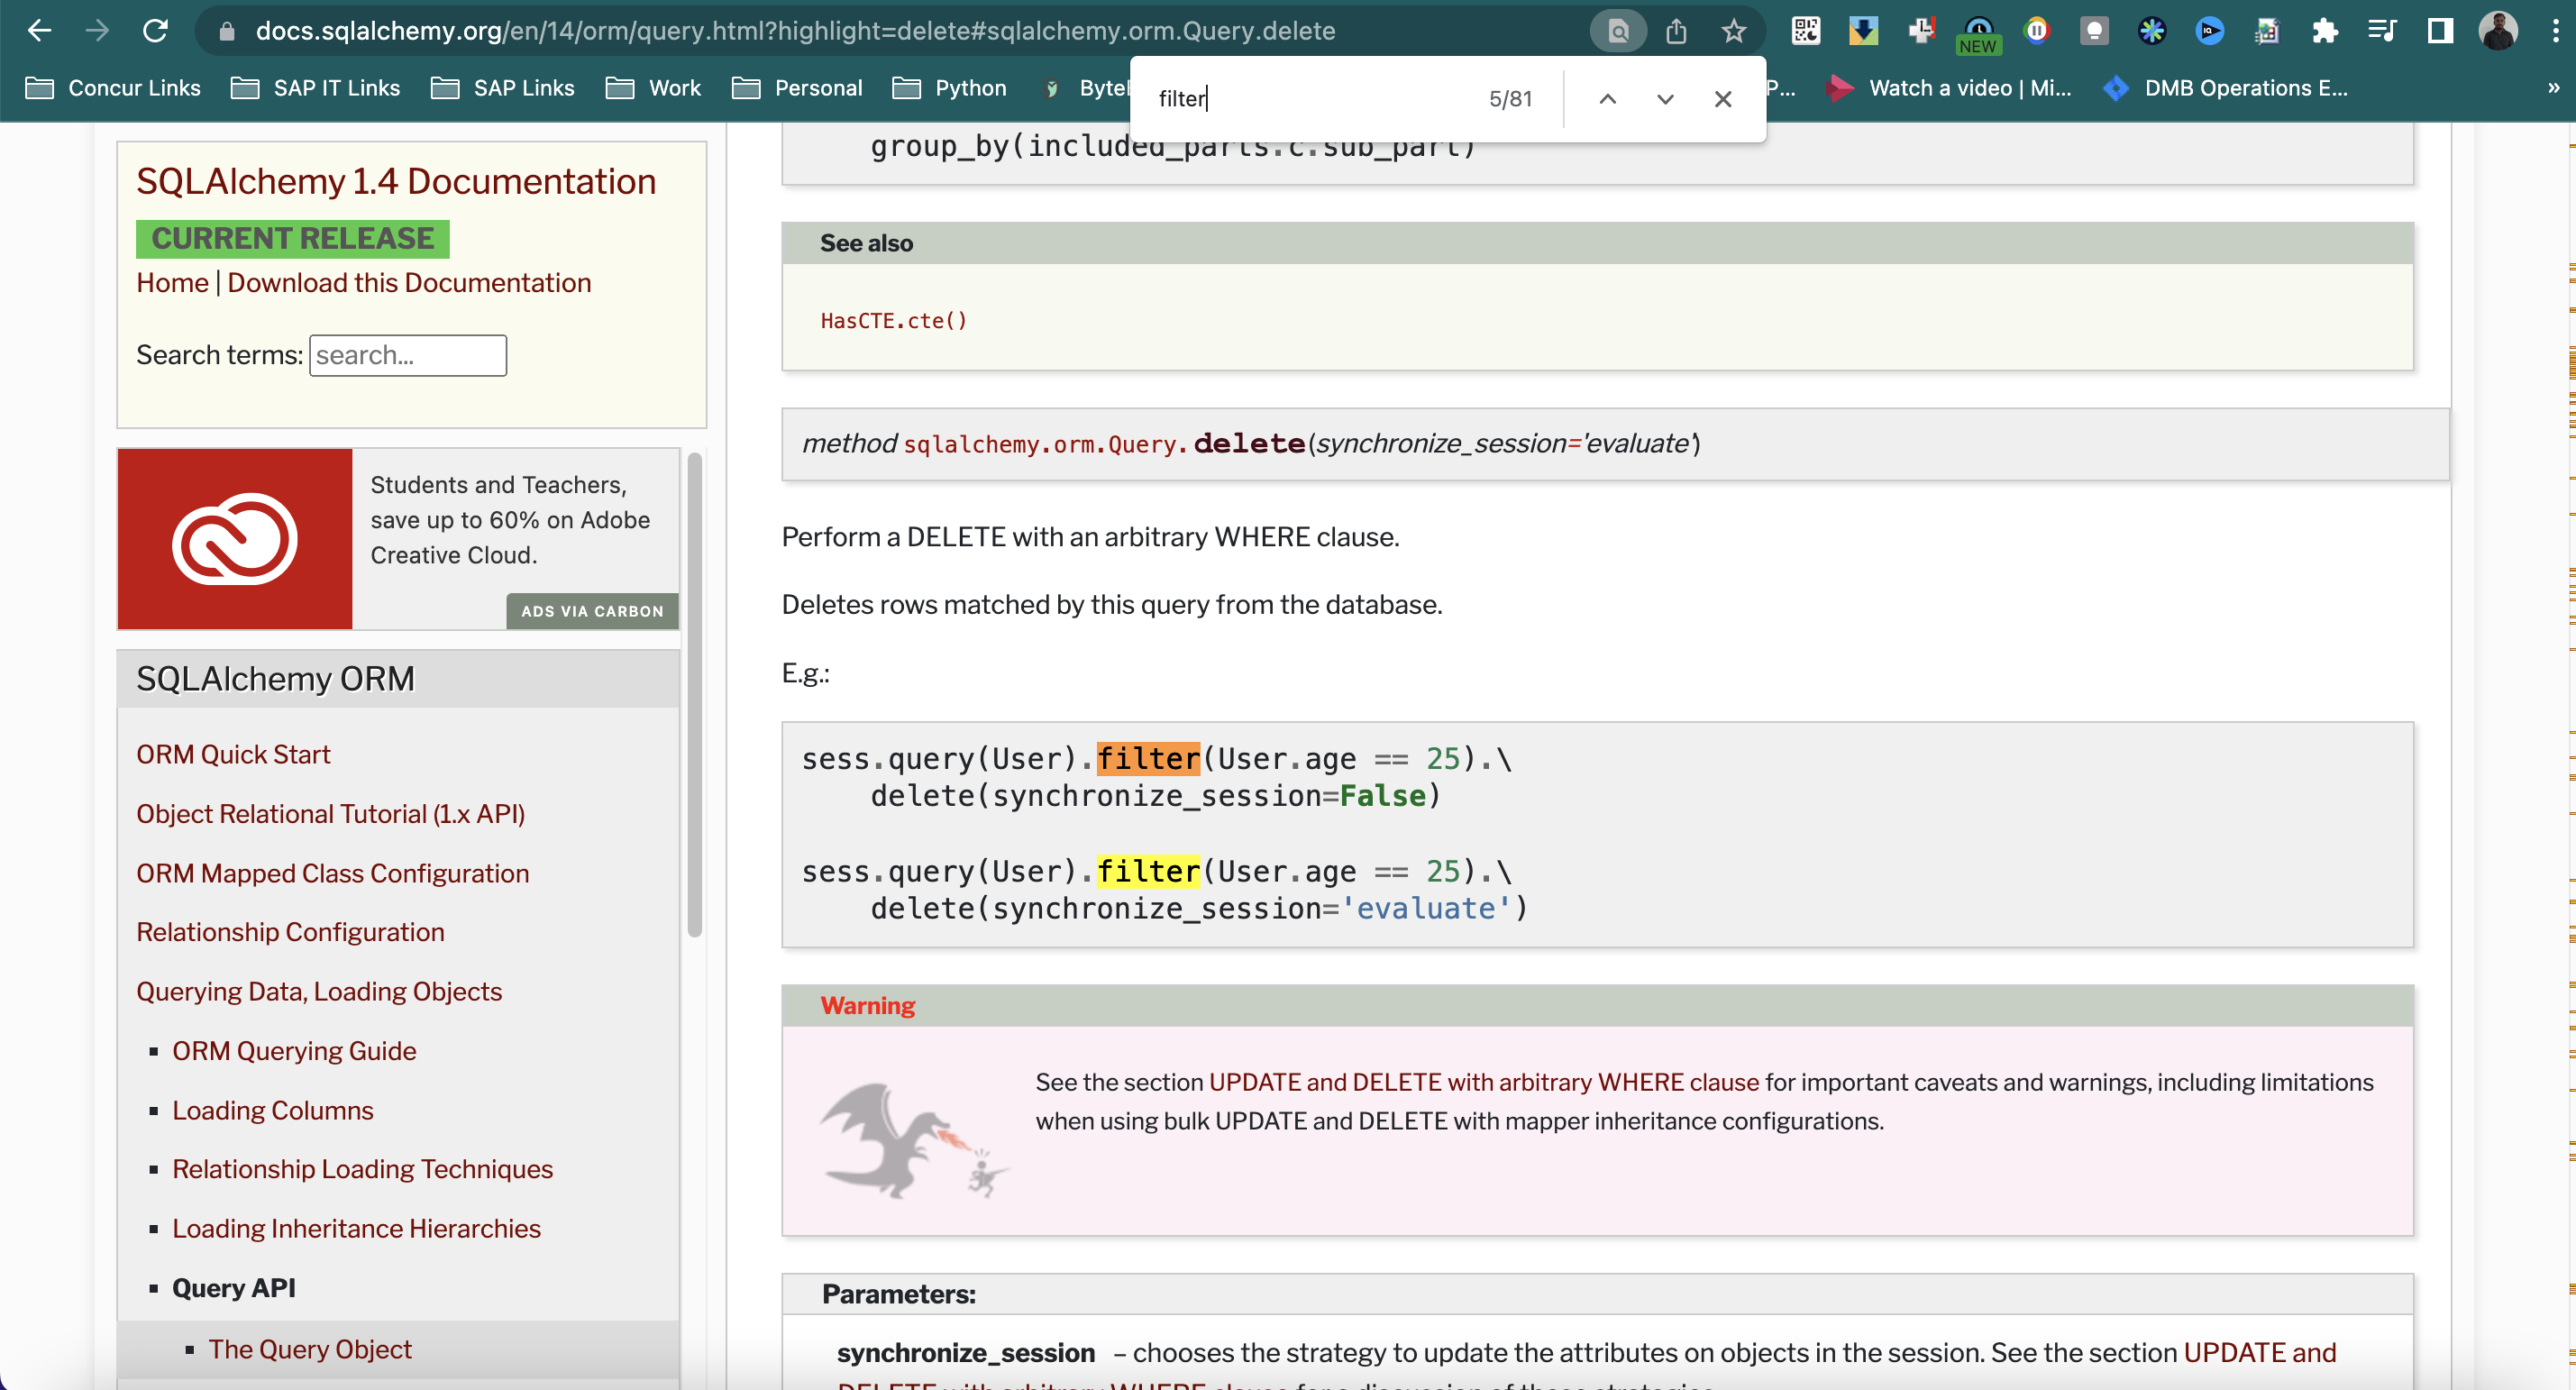 docs.sqlalchemy.org/en/14/orm/query.html?highlight=delete#sqlalchemy.orm.Query.delete
NEW
Concur Links
SAP IT Links
SAP Links
Work
Personal
Python
P...
Watch a video | Mi...
DMB Operations E...
»
filter
5/81
SQLAlchemy 1.4 Documentation
CURRENT RELEASE
Home | Download this Documentation
Search terms: search...
Students and Teachers,
save up to 60% on Adobe
Creative Cloud.
ADS VIA CARBON
SQLAlchemy ORM
ORM Quick Start
Object Relational Tutorial (1.x API)
ORM Mapped Class Configuration
Relationship Configuration
Querying Data, Loading Objects
▪ ORM Querying Guide
▪ Loading Columns
▪ Relationship Loading Techniques
▪ Loading Inheritance Hierarchies
▪ Query API
▪ The Query Object
group_by(included_parts.c.sub_part)
See also
HasCTE.cte()
method sqlalchemy.orm.Query.delete(synchronize_session='evaluate')
Perform a DELETE with an arbitrary WHERE clause.
Deletes rows matched by this query from the database.
E.g.:
sess.query(User).filter(User.age == 25).\
delete(synchronize_session=False)
sess.query(User).filter(User.age == 25).\
delete(synchronize_session='evaluate')
Warning
See the section UPDATE and DELETE with arbitrary WHERE clause for important caveats and warnings, including limitations
when using bulk UPDATE and DELETE with mapper inheritance configurations.
Parameters:
synchronize_session – chooses the strategy to update the attributes on objects in the session. See the section UPDATE and
DELETE with arbitrary WHERE clause for a discussion of these strategies.